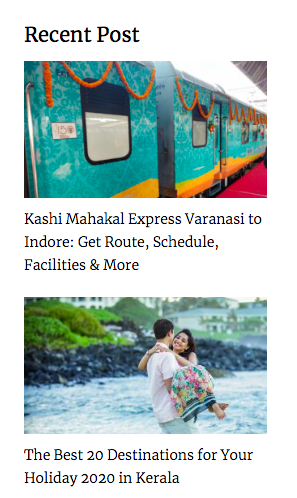 Recent Post
Kashi Mahakal Express Varanasi to
Indore: Get Route, Schedule,
Facilities & More
The Best 20 Destinations for Your
Holiday 2020 in Kerala